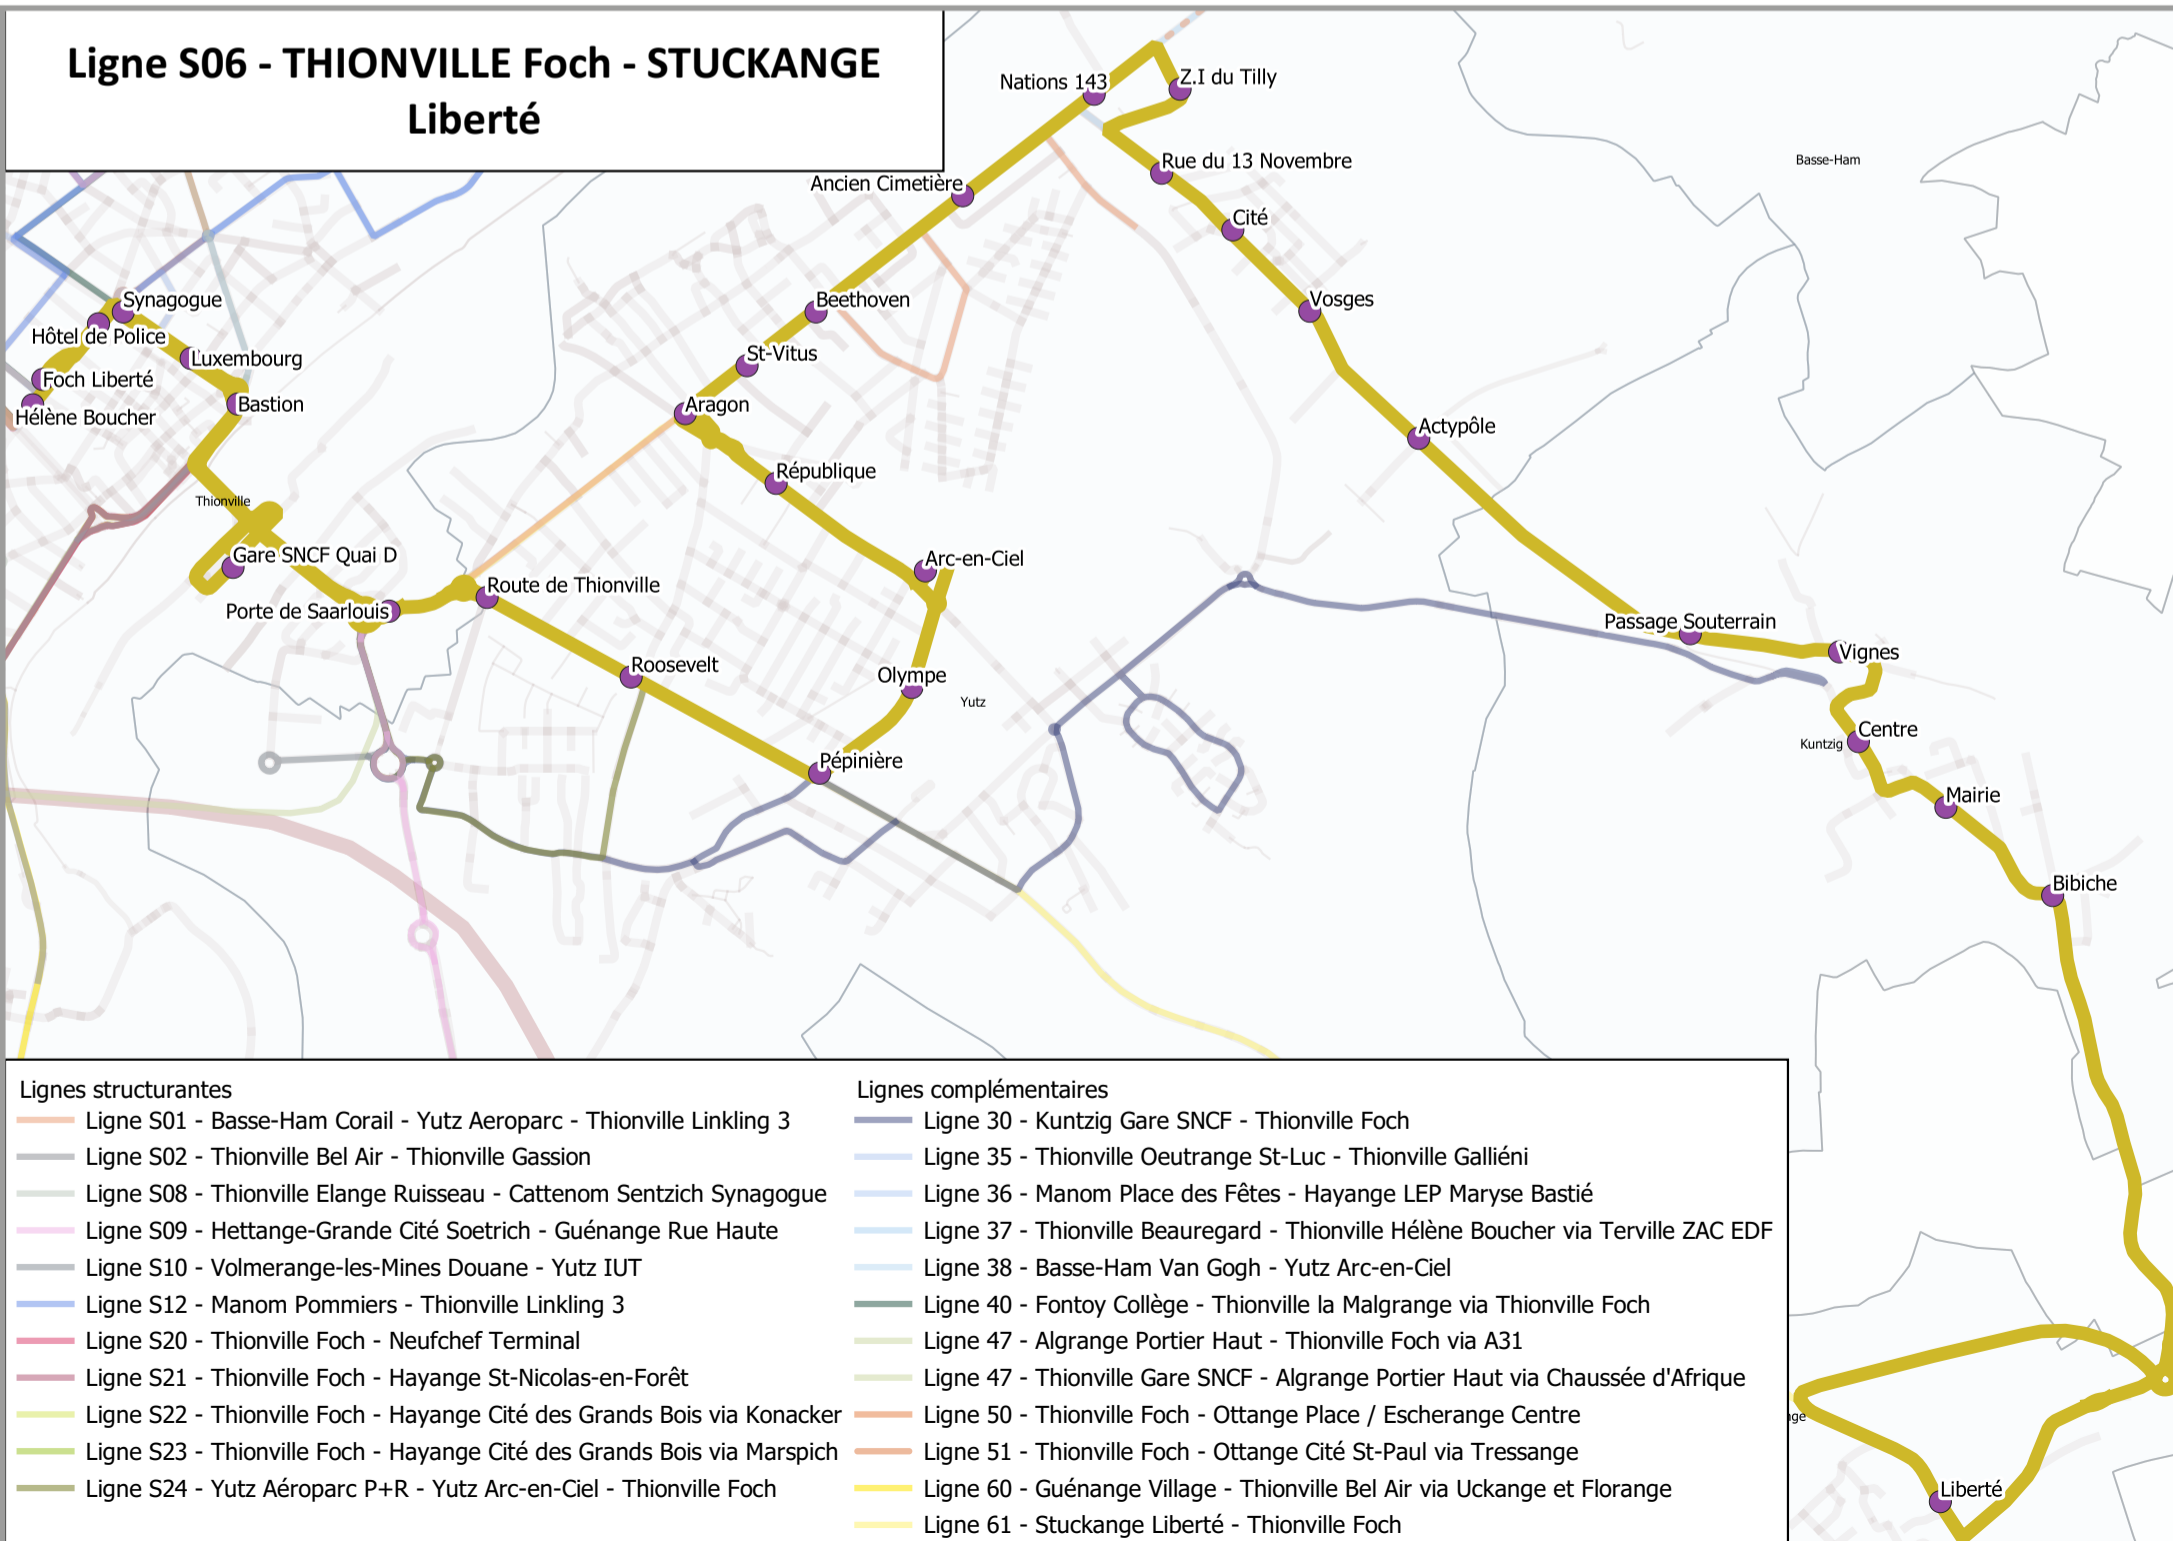 Ligne S06 - THIONVILLE Foch - STUCKANGE
Liberté
Nations 143
Z.I du Tilly
Rue du 13 Novembre
Basse-Ham
Ancien Cimetière
Cité
Synagogue
Beethoven
Vosges
Hôtel de Police
Luxembourg
St-Vitus
Foch Liberté
Bastion
Aragon
Hélène Boucher
Actypôle
République
Thionville
Gare SNCF Quai D
Arc-en-Ciel
Route de Thionville
Porte de Saarlouis
Passage Souterrain
Vignes
Roosevelt
Olympe
Yutz
Centre
Kuntzig
Pépinière
Mairie
Bibiche
Lignes structurantes
Ligne S01 - Basse-Ham Corail - Yutz Aeroparc - Thionville Linkling 3
Ligne S02 - Thionville Bel Air - Thionville Gassion
Ligne S08 - Thionville Elange Ruisseau - Cattenom Sentzich Synagogue
Ligne S09 - Hettange-Grande Cité Soetrich - Guénange Rue Haute
Ligne S10 - Volmerange-les-Mines Douane - Yutz IUT
Ligne S12 - Manom Pommiers - Thionville Linkling 3
Ligne S20 - Thionville Foch - Neufchef Terminal
Ligne S21 - Thionville Foch - Hayange St-Nicolas-en-Forêt
Ligne S22 - Thionville Foch - Hayange Cité des Grands Bois via Konacker
Ligne S23 - Thionville Foch - Hayange Cité des Grands Bois via Marspich
Ligne S24 - Yutz Aéroparc P+R - Yutz Arc-en-Ciel - Thionville Foch
Lignes complémentaires
Ligne 30 - Kuntzig Gare SNCF - Thionville Foch
Ligne 35 - Thionville Oeutrange St-Luc - Thionville Galliéni
Ligne 36 - Manom Place des Fêtes - Hayange LEP Maryse Bastié
Ligne 37 - Thionville Beauregard - Thionville Hélène Boucher via Terville ZAC EDF
Ligne 38 - Basse-Ham Van Gogh - Yutz Arc-en-Ciel
Ligne 40 - Fontoy Collège - Thionville la Malgrange via Thionville Foch
Ligne 47 - Algrange Portier Haut - Thionville Foch via A31
Ligne 47 - Thionville Gare SNCF - Algrange Portier Haut via Chaussée d'Afrique
Ligne 50 - Thionville Foch - Ottange Place / Escherange Centre
Ligne 51 - Thionville Foch - Ottange Cité St-Paul via Tressange
Ligne 60 - Guénange Village - Thionville Bel Air via Uckange et Florange
Ligne 61 - Stuckange Liberté - Thionville Foch
nge
Liberté